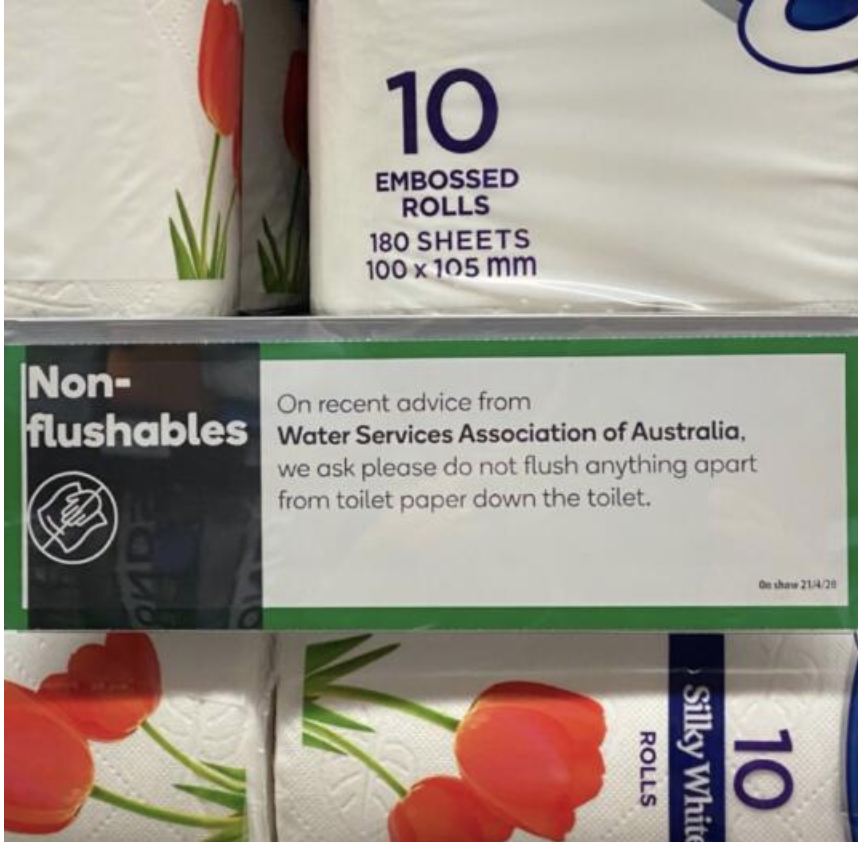 10
EMBOSSED
ROLLS
180 SHEETS
100 x 105 mm
Non-
flushables
On recent advice from
Water Services Association of Australia,
we ask please do not flush anything apart
from toilet paper down the toilet.
On show 21/4/20
10
Silky White
ROLLS